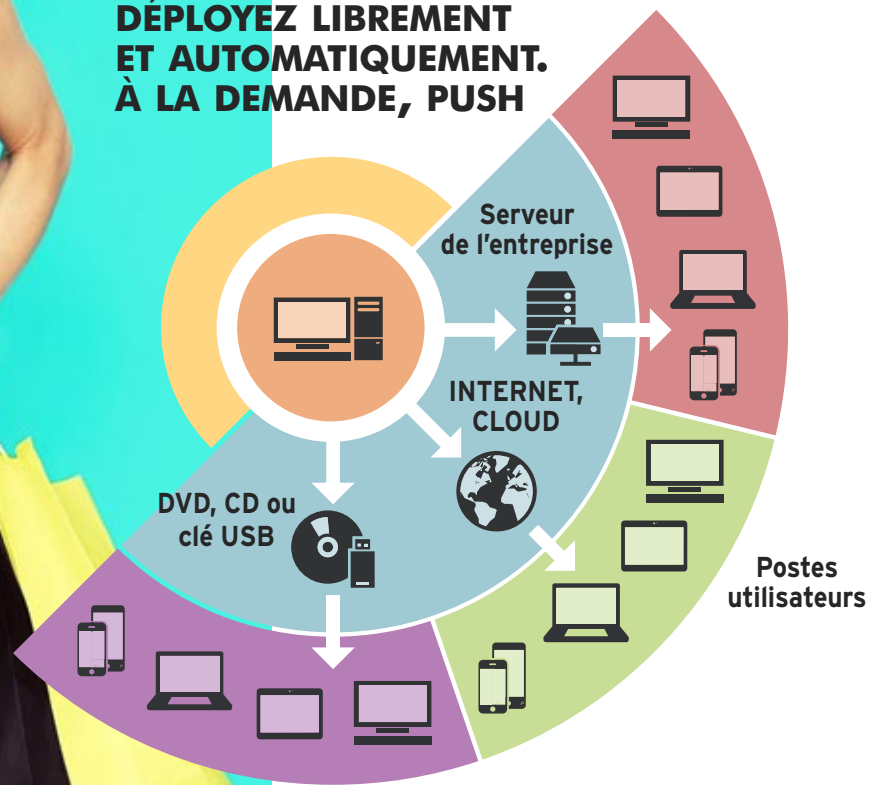 DÉPLOYEZ LIBREMENT
ET AUTOMATIQUEMENT.
À LA DEMANDE, PUSH
Serveur
de l'entreprise
INTERNET,
CLOUD
DVD, CD ou
clé USB
Postes
utilisateurs